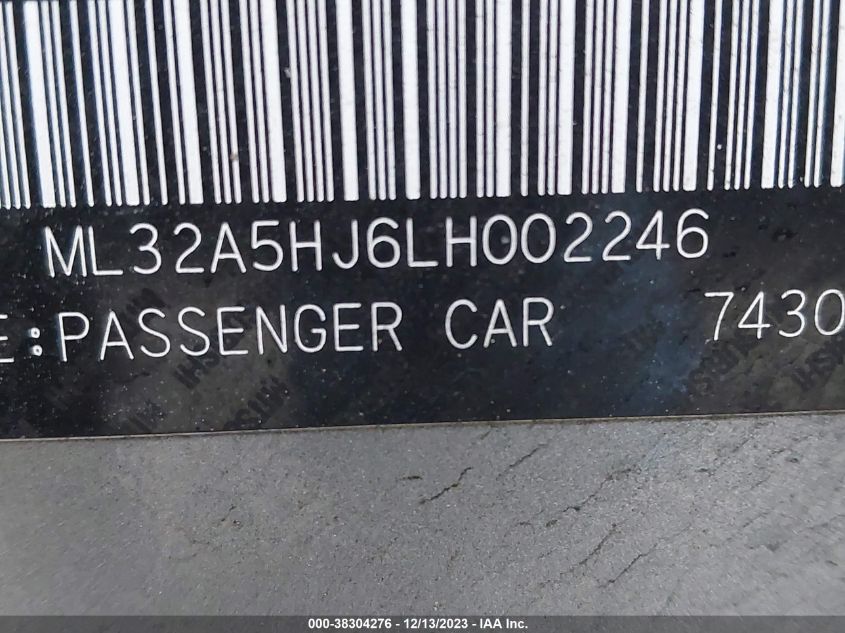 ML32A5HJ6LH002246
E:PASSENGER CAR 7430
000-38304276 - 12/13/2023 - IAA Inc.